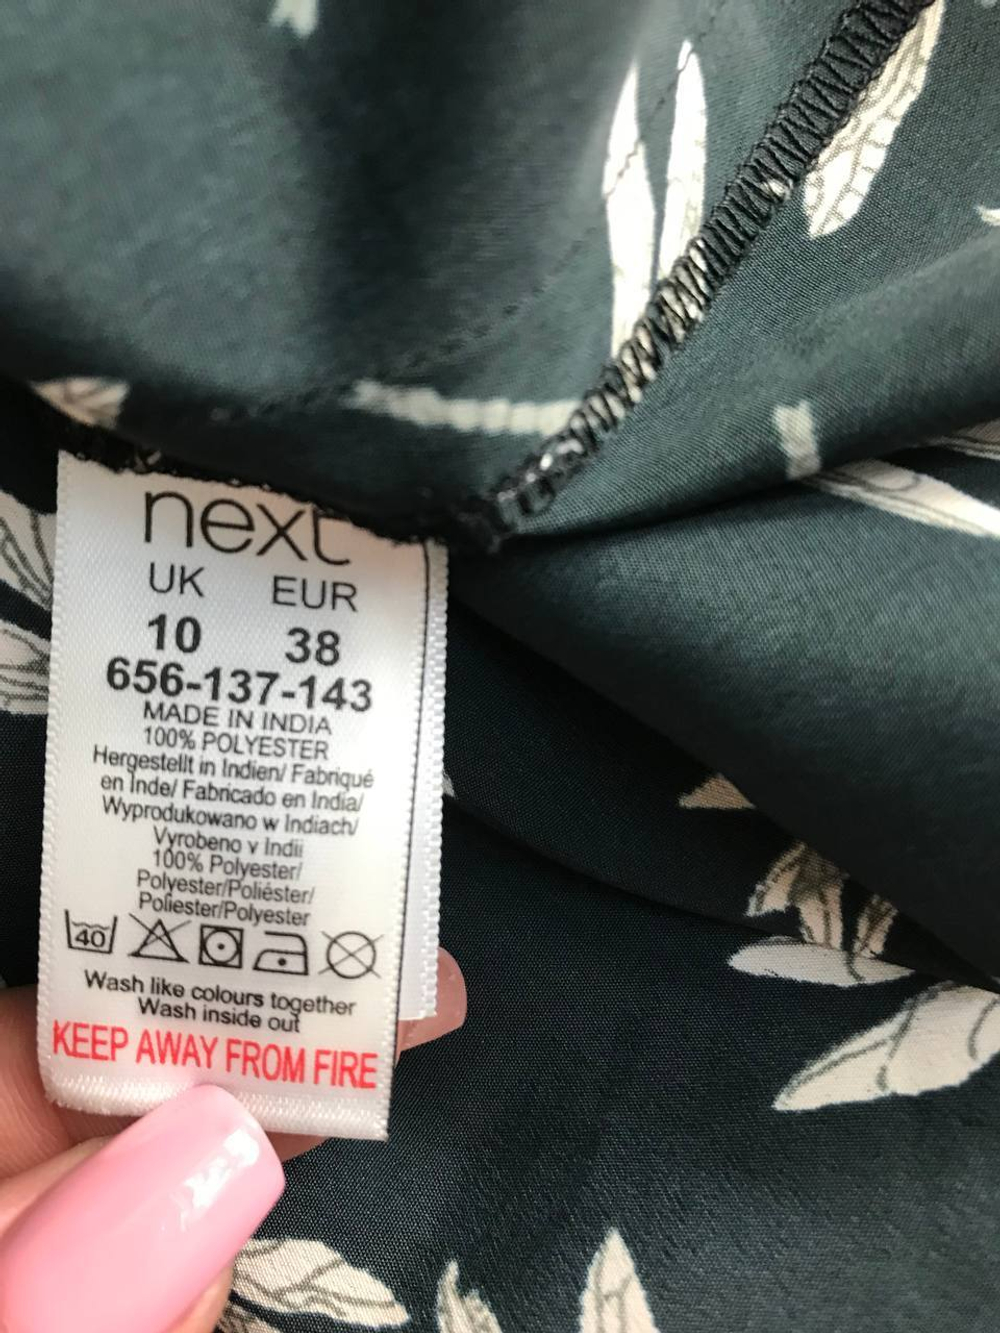 next
UK EUR
10 38
656-137-143
MADE IN INDIA
100% POLYESTER
Hergestellt in Indien/ Fabriqué
en Inde/ Fabricado en India/
Wyprodukowano w Indiach/
Vyrobeno v Indii
100% Polyester/
Polyester/Poliéster/
Poliester/Polyester
40
Wash like colours together
Wash inside out
KEEP AWAY FROM FIRE